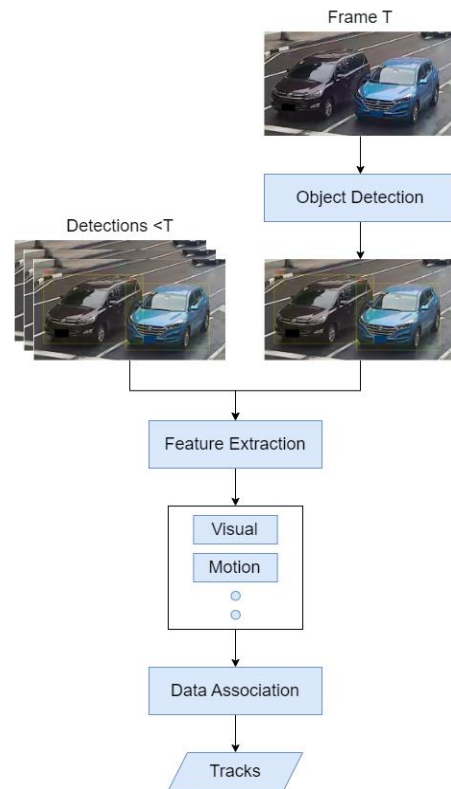 Frame T
Object Detection
Detections <T
Feature Extraction
Visual
Motion
Data Association
Tracks